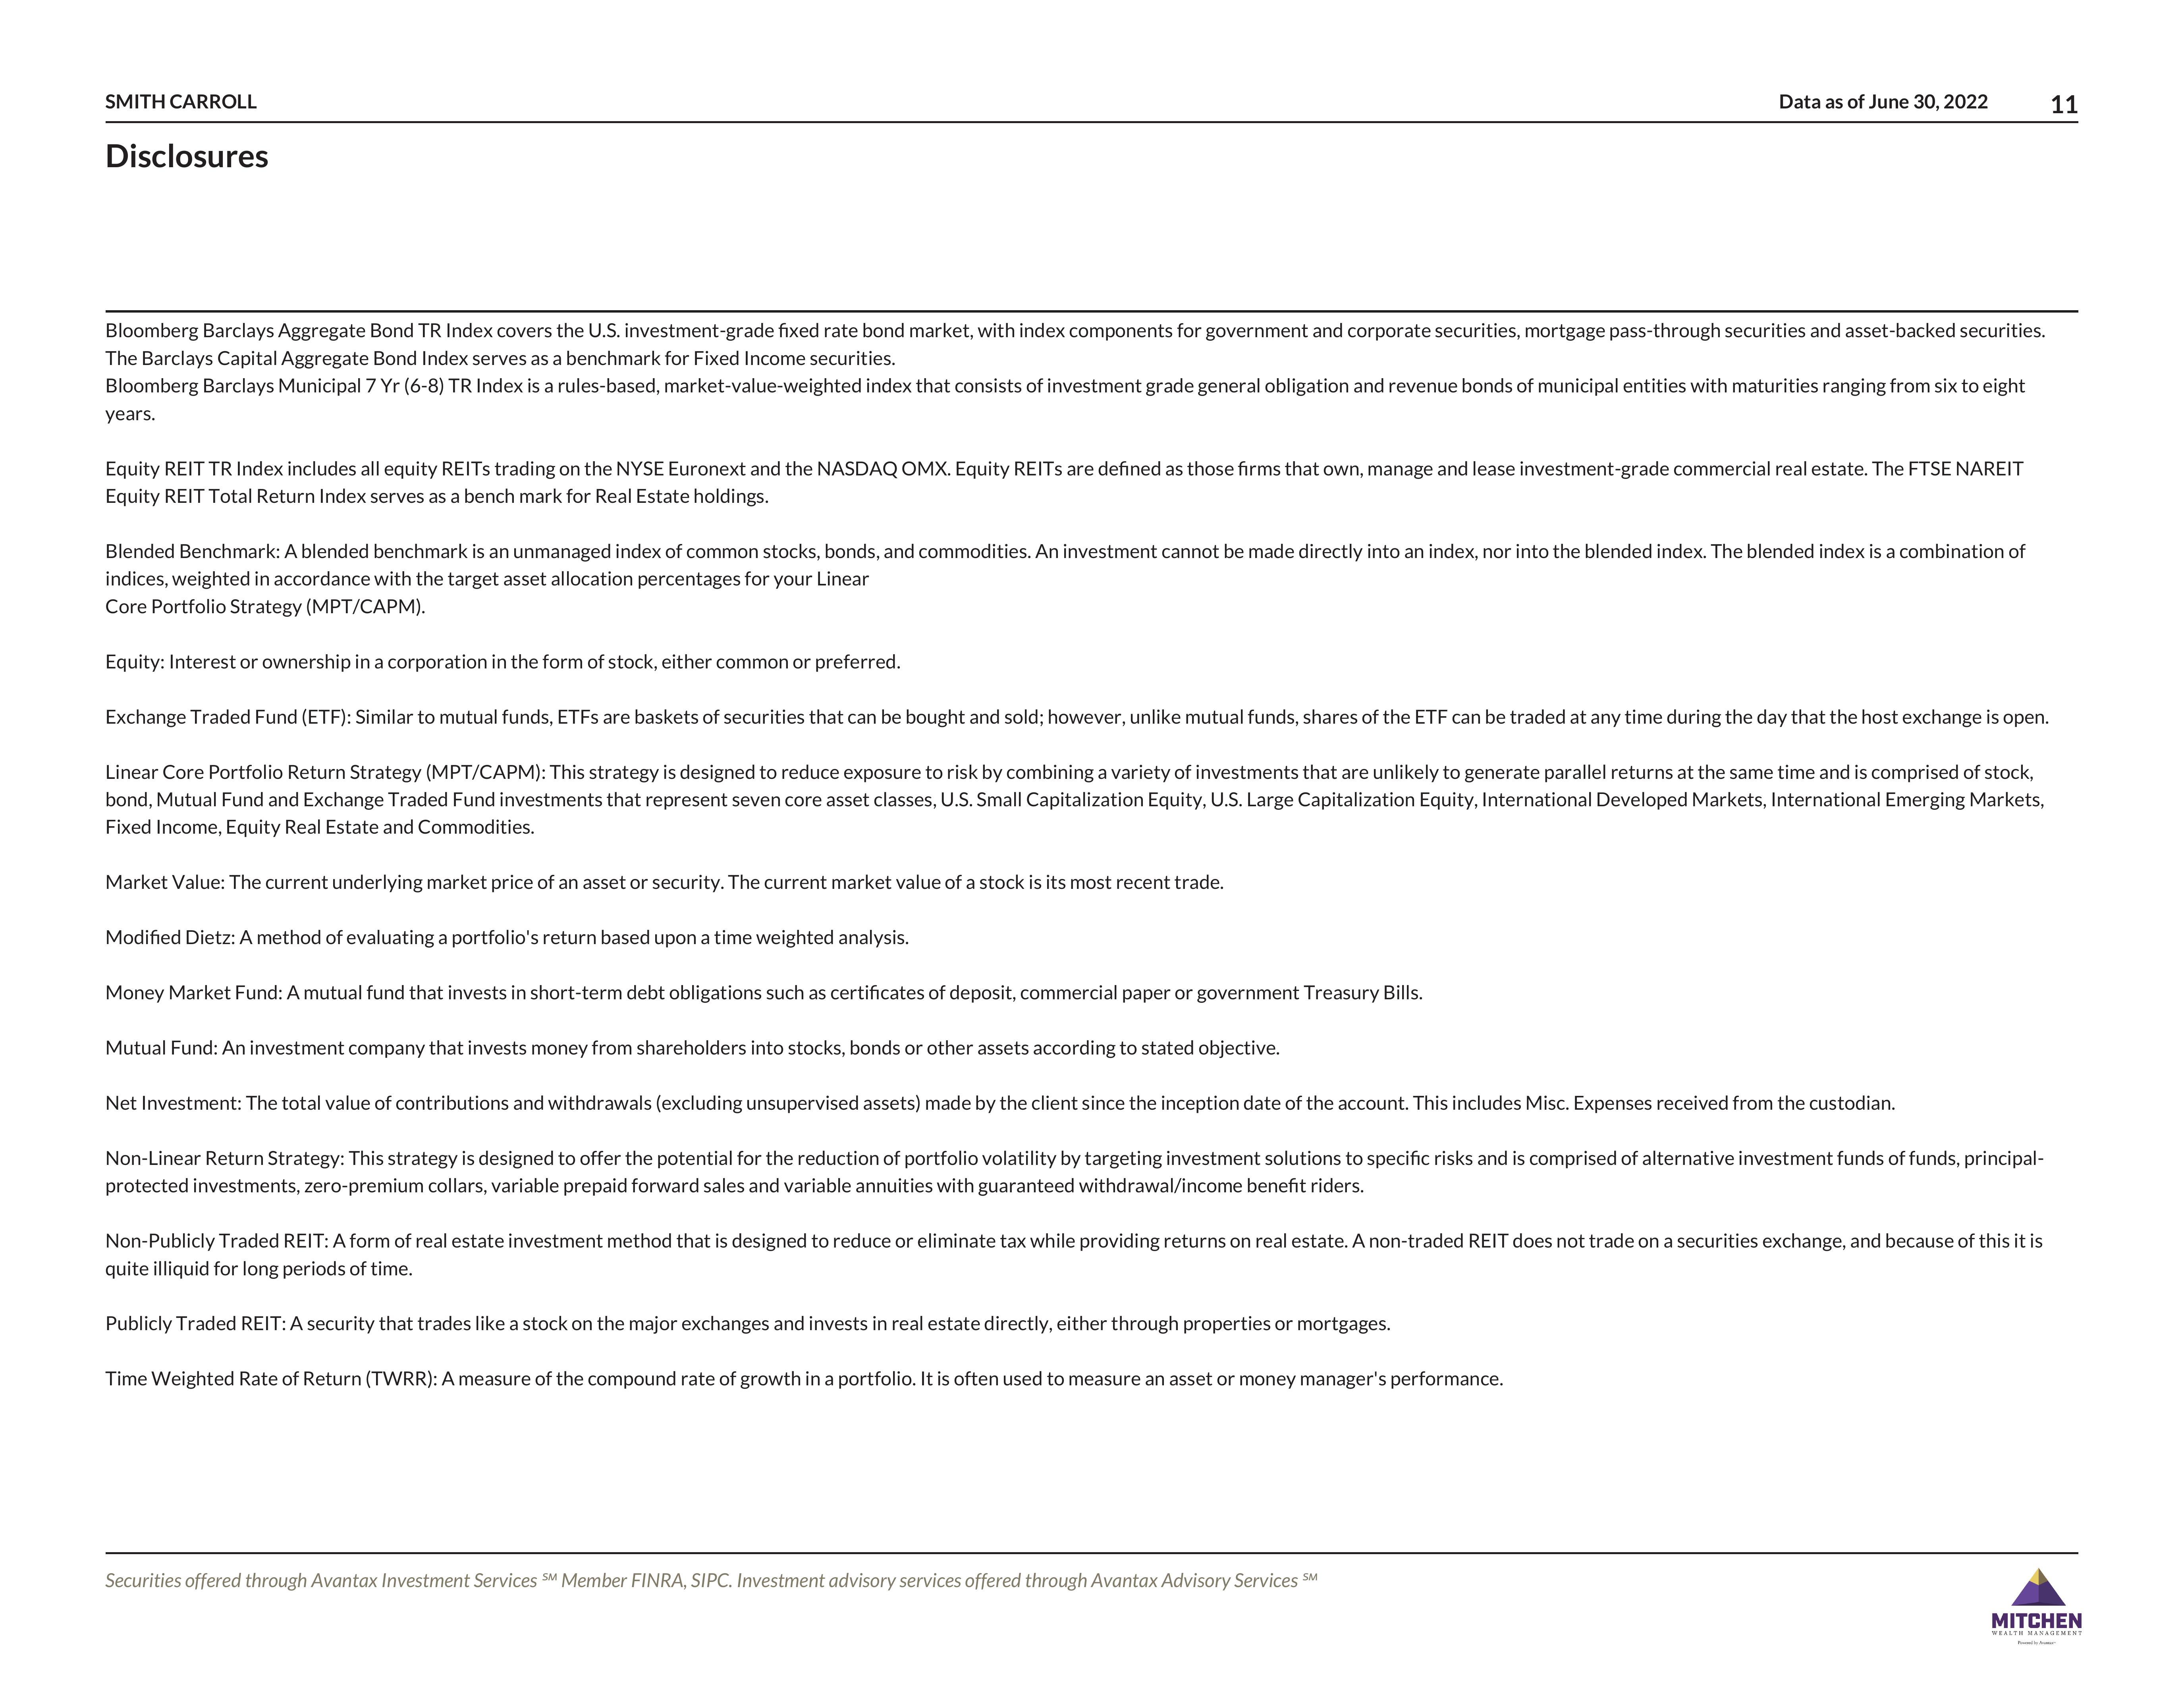 SMITH CARROLL
Data as of June 30, 2022
11
Disclosures
Bloomberg Barclays Aggregate Bond TR Index covers the U.S. investment-grade fixed rate bond market, with index components for government and corporate securities, mortgage pass-through securities and asset-backed securities.
The Barclays Capital Aggregate Bond Index serves as a benchmark for Fixed Income securities.
Bloomberg Barclays Municipal 7 Yr (6-8) TR Index is a rules-based, market-value-weighted index that consists of investment grade general obligation and revenue bonds of municipal entities with maturities ranging from six to eight
years.
Equity REIT TR Index includes all equity REITs trading on the NYSE Euronext and the NASDAQ OMX. Equity REITs are defined as those firms that own, manage and lease investment-grade commercial real estate. The FTSE NAREIT
Equity REIT Total Return Index serves as a bench mark for Real Estate holdings.
Blended Benchmark: A blended benchmark is an unmanaged index of common stocks, bonds, and commodities. An investment cannot be made directly into an index, nor into the blended index. The blended index is a combination of
indices, weighted in accordance with the target asset allocation percentages for your Linear
Core Portfolio Strategy (MPT/CAPM).
Equity: Interest or ownership in a corporation in the form of stock, either common or preferred.
Exchange Traded Fund (ETF): Similar to mutual funds, ETFs are baskets of securities that can be bought and sold; however, unlike mutual funds, shares of the ETF can be traded at any time during the day that the host exchange is open.
Linear Core Portfolio Return Strategy (MPT/CAPM): This strategy is designed to reduce exposure to risk by combining a variety of investments that are unlikely to generate parallel returns at the same time and is comprised of stock,
bond, Mutual Fund and Exchange Traded Fund investments that represent seven core asset classes, U.S. Small Capitalization Equity, U.S. Large Capitalization Equity, International Developed Markets, International Emerging Markets,
Fixed Income, Equity Real Estate and Commodities.
Market Value: The current underlying market price of an asset or security. The current market value of a stock is its most recent trade.
Modified Dietz: A method of evaluating a portfolio's return based upon a time weighted analysis.
Money Market Fund: A mutual fund that invests in short-term debt obligations such as certificates of deposit, commercial paper or government Treasury Bills.
Mutual Fund: An investment company that invests money from shareholders into stocks, bonds or other assets according to stated objective.
Net Investment: The total value of contributions and withdrawals (excluding unsupervised assets) made by the client since the inception date of the account. This includes Misc. Expenses received from the custodian.
Non-Linear Return Strategy: This strategy is designed to offer the potential for the reduction of portfolio volatility by targeting investment solutions to specific risks and is comprised of alternative investment funds of funds, principal-
protected investments, zero-premium collars, variable prepaid forward sales and variable annuities with guaranteed withdrawal/income benefit riders.
Non-Publicly Traded REIT: A form of real estate investment method that is designed to reduce or eliminate tax while providing returns on real estate. A non-traded REIT does not trade on a securities exchange, and because of this it is
quite illiquid for long periods of time.
Publicly Traded REIT: A security that trades like a stock on the major exchanges and invests in real estate directly, either through properties or mortgages.
Time Weighted Rate of Return (TWRR): A measure of the compound rate of growth in a portfolio. It is often used to measure an asset or money manager's performance.
Securities offered through Avantax Investment Services ℠ Member FINRA, SIPC. Investment advisory services offered through Avantax Advisory Services ℠
MITCHEN
WEALTH MANAGEMENT
Powered by Avantax℠